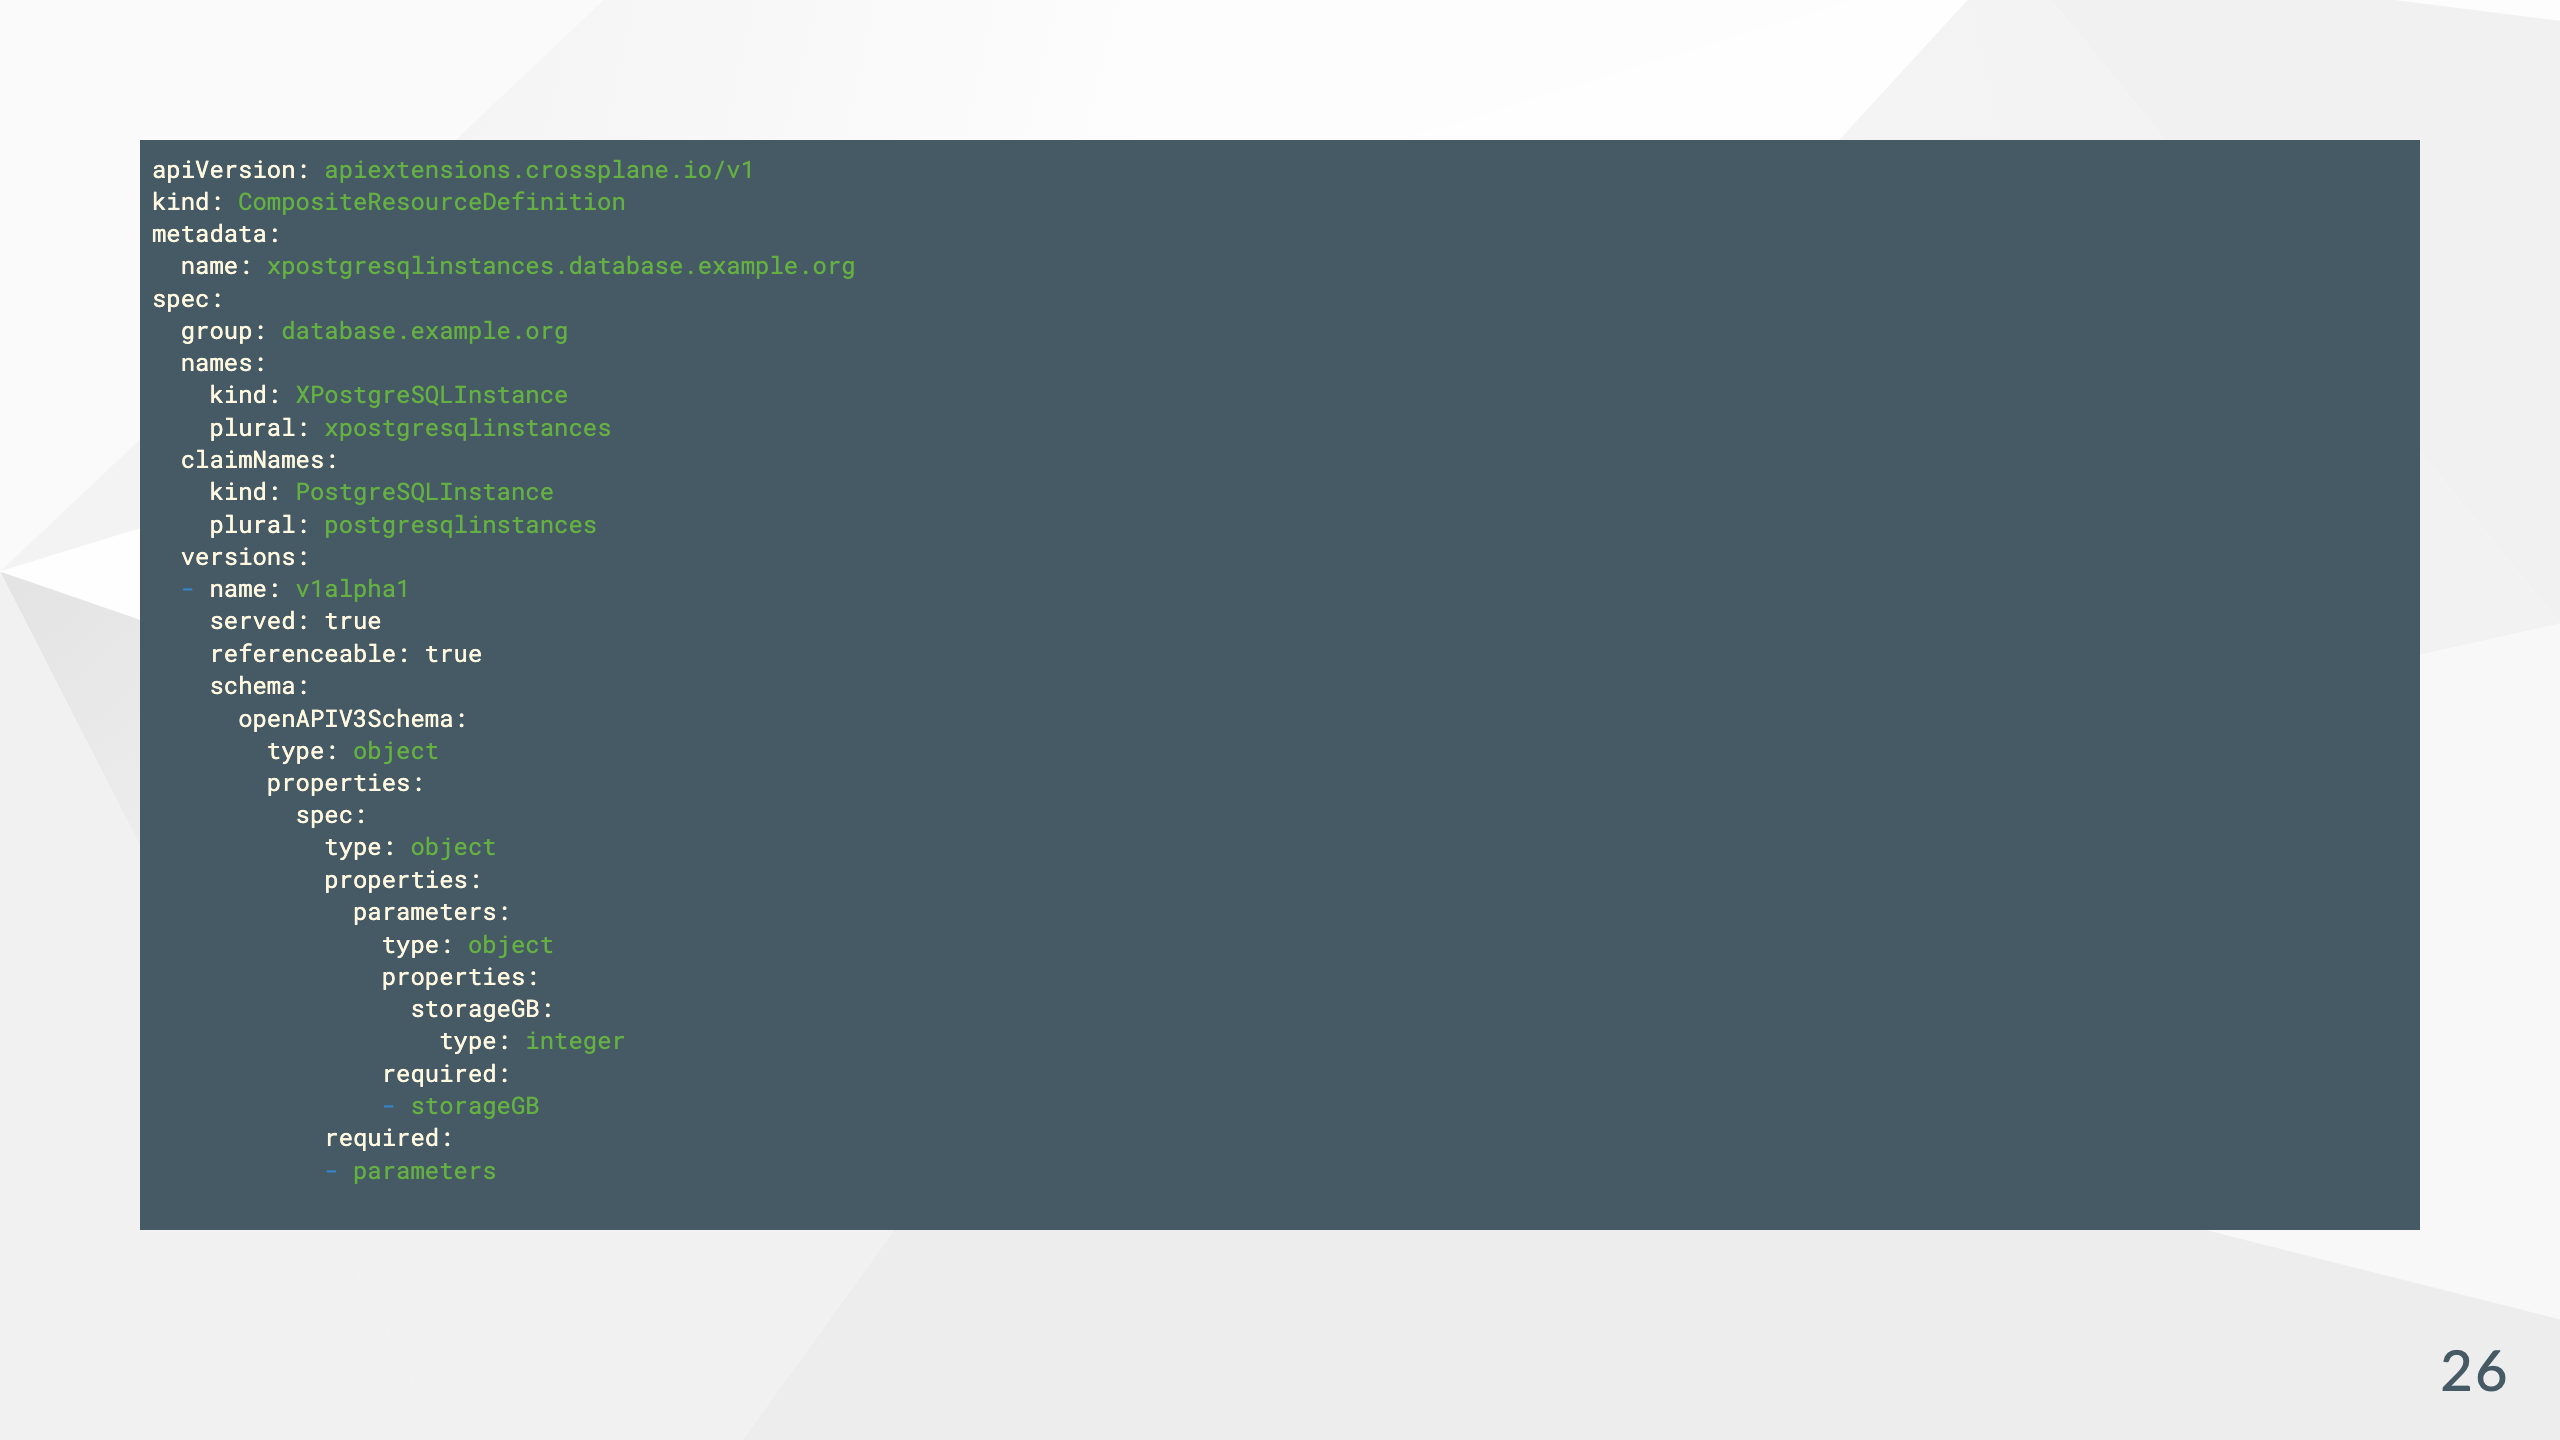 apiVersion: apiextensions.crossplane.io/v1
kind: CompositeResourceDefinition
metadata:
  name: xpostgresqlinstances.database.example.org
spec:
  group: database.example.org
  names:
    kind: XPostgreSQLInstance
    plural: xpostgresqlinstances
  claimNames:
    kind: PostgreSQLInstance
    plural: postgresqlinstances
  versions:
  - name: v1alpha1
    served: true
    referenceable: true
    schema:
      openAPIV3Schema:
        type: object
        properties:
          spec:
            type: object
            properties:
              parameters:
                type: object
                properties:
                  storageGB:
                    type: integer
                required:
                - storageGB
            required:
            - parameters
26